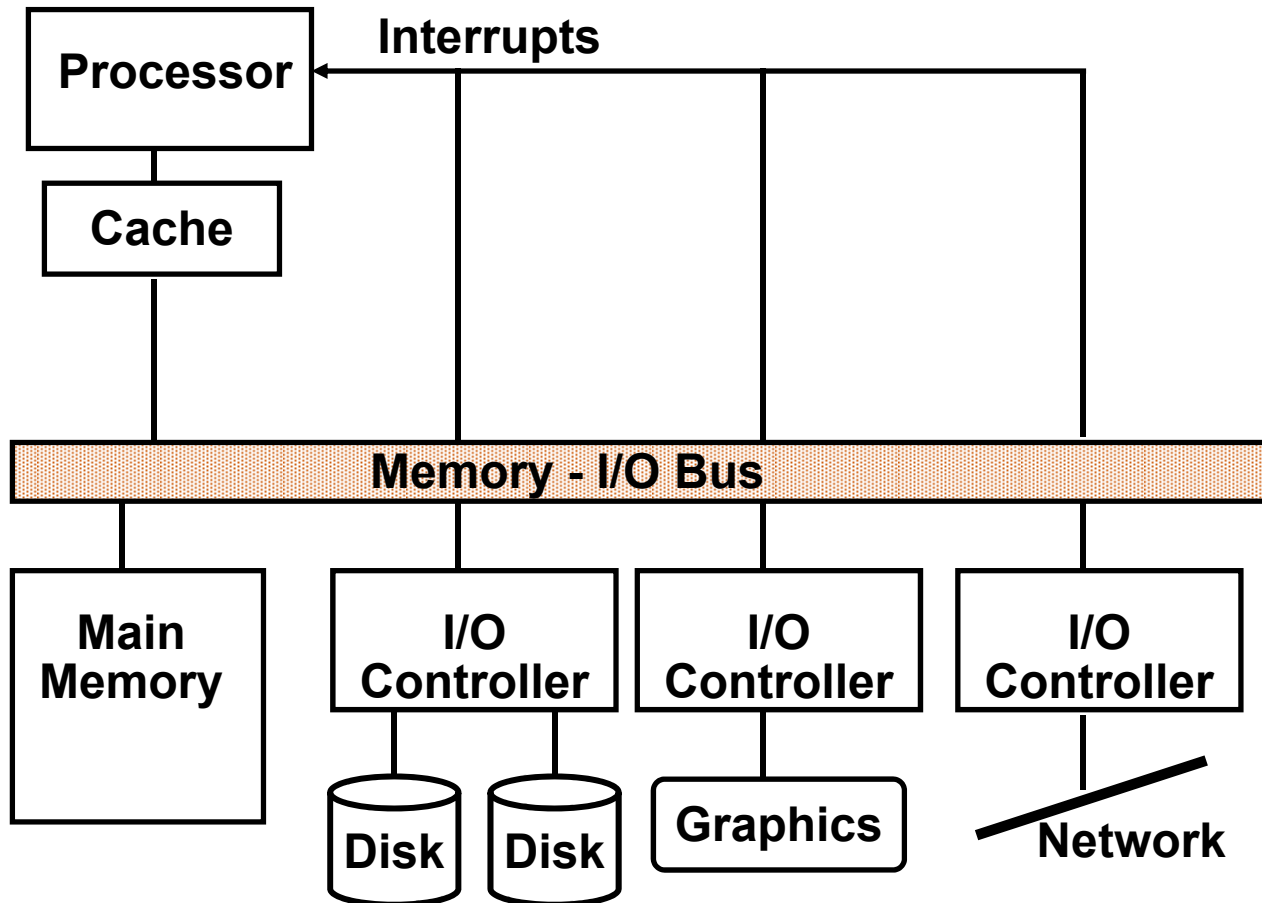 Interrupts
Processor
Cache
Memory - I/O Bus
Main
Memory
I/O
Controller
I/O
Controller
I/O
Controller
Disk
Disk
Graphics
Network